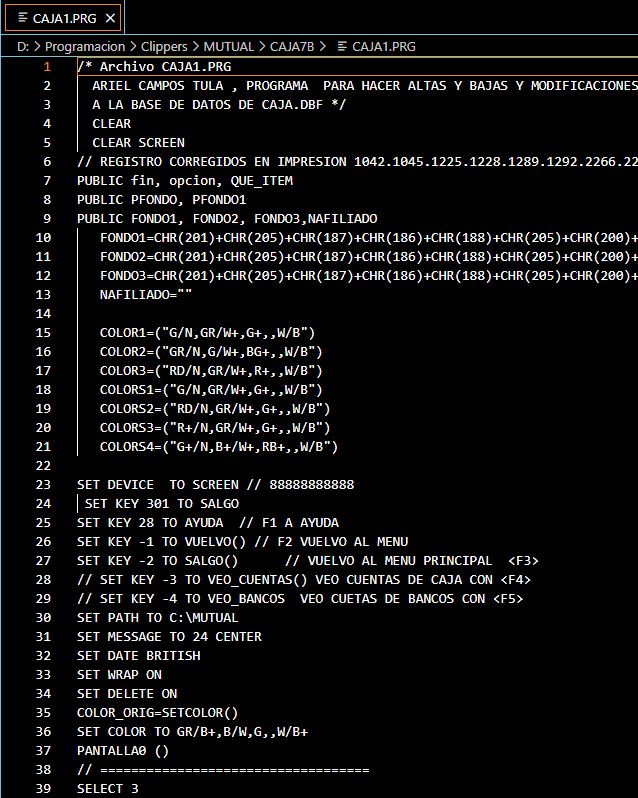 CAJA1.PRG ×
D: > Programacion > Clippers > MUTUAL > CAJA7B > CAJA1.PRG
1 /* Archivo CAJA1.PRG
2 ARIEL CAMPOS TULA , PROGRAMA  PARA HACER ALTAS Y BAJAS Y MODIFICACIONES
3 A LA BASE DE DATOS DE CAJA.DBF */
4 CLEAR
5 CLEAR SCREEN
6 // REGISTRO CORREGIDOS EN IMPRESION 1042.1045.1225.1228.1289.1292.2266.22
7 PUBLIC fin, opcion, QUE_ITEM
8 PUBLIC PFONDO, PFONDO1
9 PUBLIC FONDO1, FONDO2, FONDO3,NAFILIADO
10 FONDO1=CHR(201)+CHR(205)+CHR(187)+CHR(186)+CHR(188)+CHR(205)+CHR(200)+
11 FONDO2=CHR(201)+CHR(205)+CHR(187)+CHR(186)+CHR(188)+CHR(205)+CHR(200)+
12 FONDO3=CHR(201)+CHR(205)+CHR(187)+CHR(186)+CHR(188)+CHR(205)+CHR(200)+
13 NAFILIADO=""
14
15 COLOR1=("G/N,GR/W+,G+,,W/B")
16 COLOR2=("GR/N,G/W+,BG+,,W/B")
17 COLOR3=("RD/N,GR/W+,R+,,W/B")
18 COLORS1=("G/N,GR/W+,G+,,W/B")
19 COLORS2=("RD/N,GR/W+,G+,,W/B")
20 COLORS3=("R+/N,GR/W+,G+,,W/B")
21 COLORS4=("G+/N,B+/W+,RB+,,W/B")
22
23 SET DEVICE  TO SCREEN // 88888888888
24 SET KEY 301 TO SALGO
25 SET KEY 28 TO AYUDA  // F1 A AYUDA
26 SET KEY -1 TO VUELVO() // F2 VUELVO AL MENU
27 SET KEY -2 TO SALGO()      // VUELVO AL MENU PRINCIPAL  <F3>
28 // SET KEY -3 TO VEO_CUENTAS() VEO CUENTAS DE CAJA CON <F4>
29 // SET KEY -4 TO VEO_BANCOS  VEO CUETAS DE BANCOS CON <F5>
30 SET PATH TO C:\MUTUAL
31 SET MESSAGE TO 24 CENTER
32 SET DATE BRITISH
33 SET WRAP ON
34 SET DELETE ON
35 COLOR_ORIG=SETCOLOR()
36 SET COLOR TO GR/B+,B/W,G,,W/B+
37 PANTALLA0 ()
38 // ===================================
39 SELECT 3